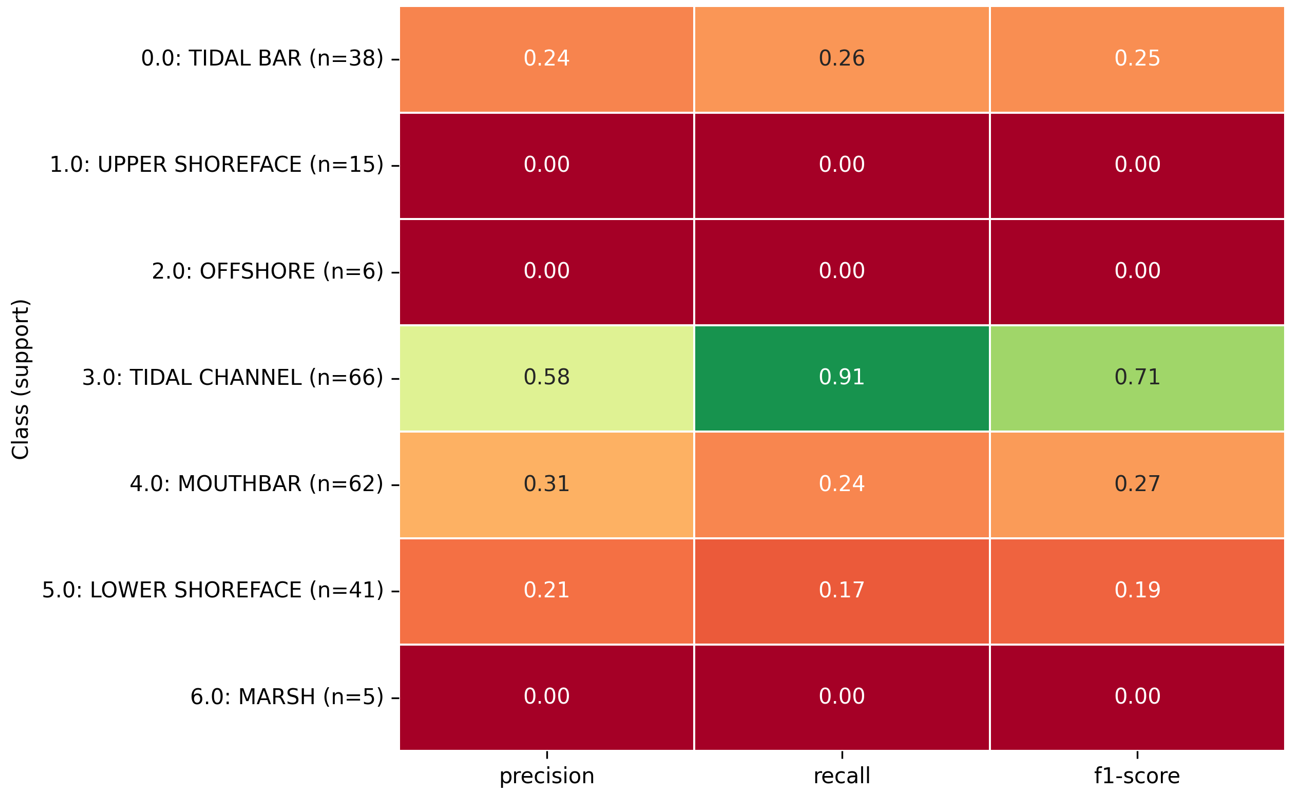 0.0: TIDAL BAR (n=38) 0.24 0.26 0.25
1.0: UPPER SHOREFACE (n=15) 0.00 0.00 0.00
2.0: OFFSHORE (n=6) 0.00 0.00 0.00
3.0: TIDAL CHANNEL (n=66) 0.58 0.91 0.71
4.0: MOUTHBAR (n=62) 0.31 0.24 0.27
5.0: LOWER SHOREFACE (n=41) 0.21 0.17 0.19
6.0: MARSH (n=5) 0.00 0.00 0.00
precision recall f1-score
Class (support)